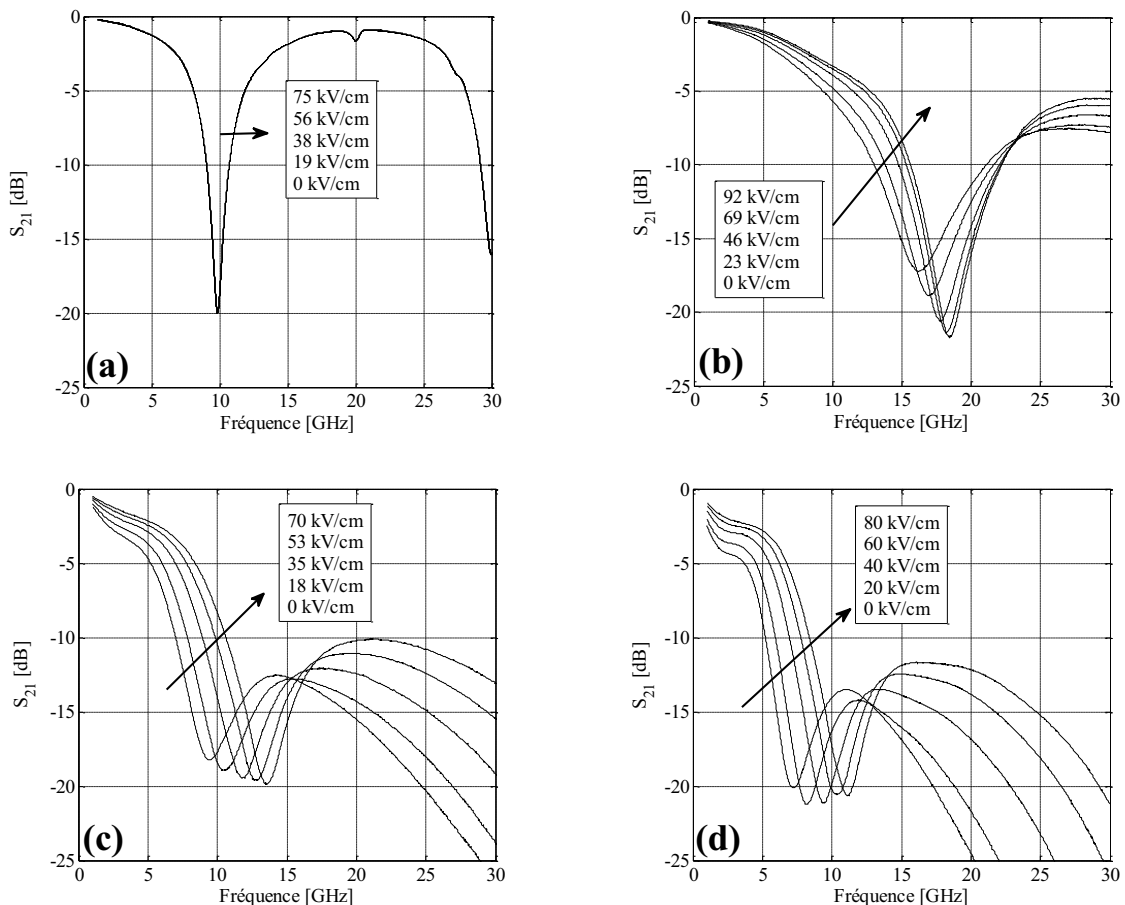 0
-5
-10
-15
-20
-25
S21 [dB]
75 kV/cm
56 kV/cm
38 kV/cm
19 kV/cm
0 kV/cm
(a)
0 5 10 15 20 25 30
Fréquence [GHz]
0
-5
-10
-15
-20
-25
S21 [dB]
92 kV/cm
69 kV/cm
46 kV/cm
23 kV/cm
0 kV/cm
(b)
0 5 10 15 20 25 30
Fréquence [GHz]
0
-5
-10
-15
-20
-25
S21 [dB]
70 kV/cm
53 kV/cm
35 kV/cm
18 kV/cm
0 kV/cm
(c)
0 5 10 15 20 25 30
Fréquence [GHz]
0
-5
-10
-15
-20
-25
S21 [dB]
80 kV/cm
60 kV/cm
40 kV/cm
20 kV/cm
0 kV/cm
(d)
0 5 10 15 20 25 30
Fréquence [GHz]